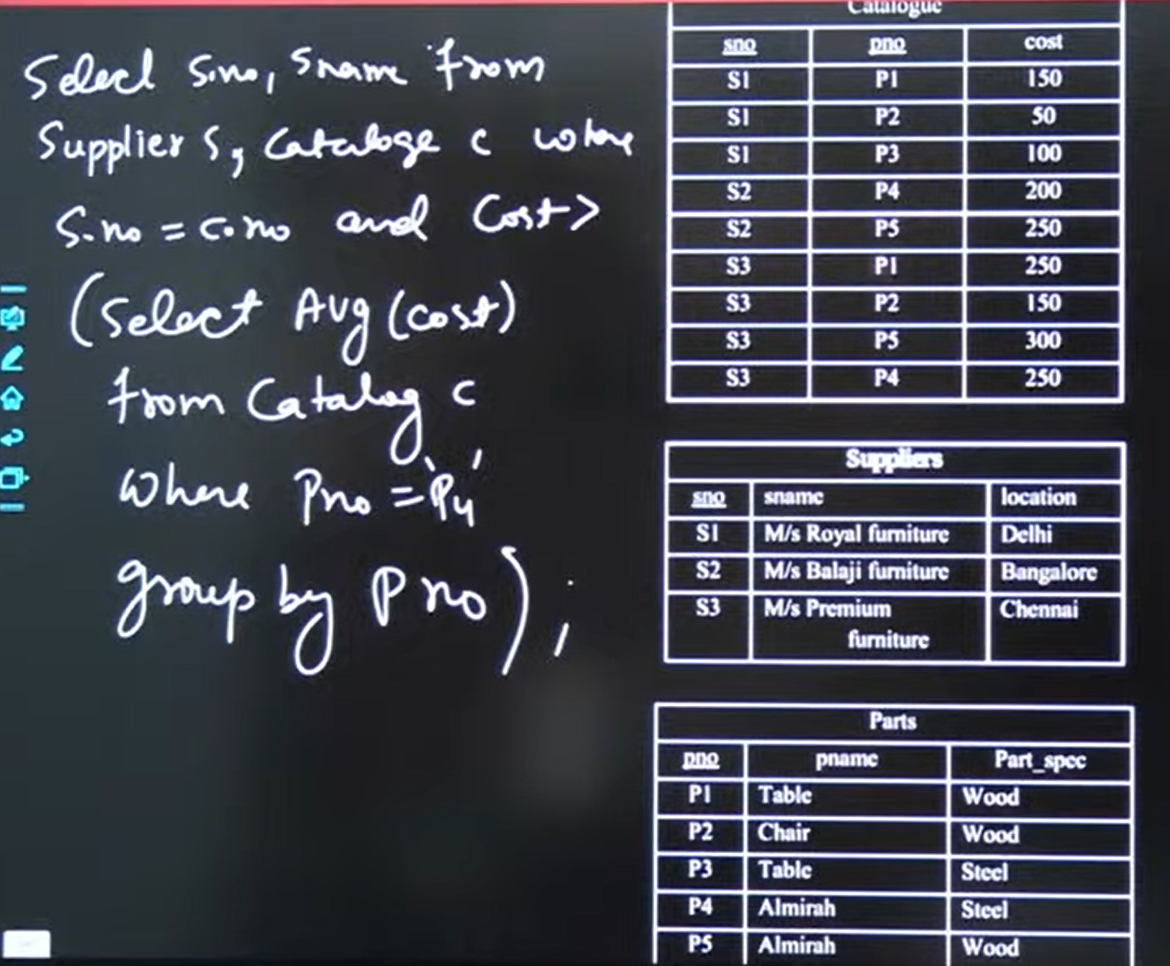 Select Sno, Sname from
Supplier S, Cataloge c where
S.no = c.no and Cost >
(Select Avg (cost)
from Catalog c
where Pno = 'P4'
group by Pno);
Catalogue
sno pno cost
S1 P1 150
S1 P2 50
S1 P3 100
S2 P4 200
S2 P5 250
S3 P1 250
S3 P2 150
S3 P5 300
S3 P4 250
Suppliers
sno sname location
S1 M/s Royal furniture Delhi
S2 M/s Balaji furniture Bangalore
S3 M/s Premium Chennai
furniture
Parts
pno pname Part_spec
P1 Table Wood
P2 Chair Wood
P3 Table Steel
P4 Almirah Steel
P5 Almirah Wood